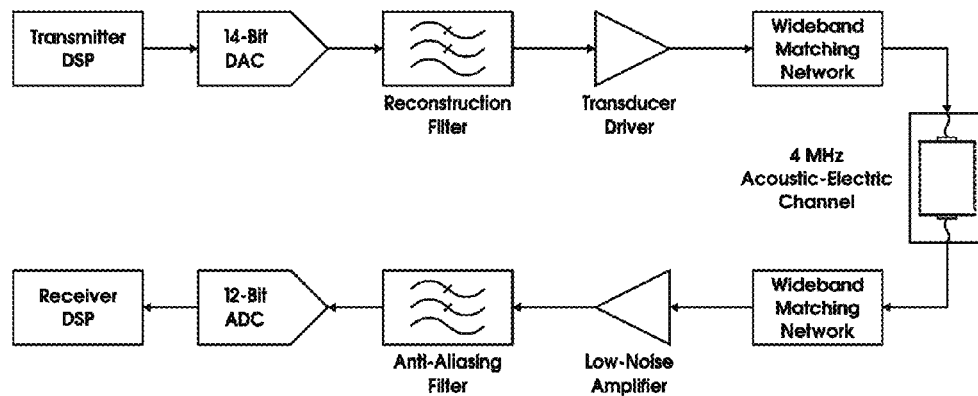 Transmitter
DSP
14-Bit
DAC
Reconstruction
Filter
Transducer
Driver
Wideband
Matching
Network
4 MHz
Acoustic-Electric
Channel
Receiver
DSP
12-Bit
ADC
Anti-Aliasing
Filter
Low-Noise
Amplifier
Wideband
Matching
Network